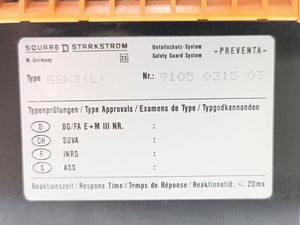 SQUARE D STARKSTROM
W.-Germany 23
Unfallschutz-System
Safety Guard System
-PREVENTA-
Type GSK3(L) Nr.: 9105 0215 03
Typenprüfungen / Type Approvals / Examens de Type / Typgodkannanden
D BG/FA E+M III NR. :
CH SUVA :
F INRS :
S ASS :
Reaktionszeit / Respons Time / Temps de Réponse / Reaktionstid: < 20ms